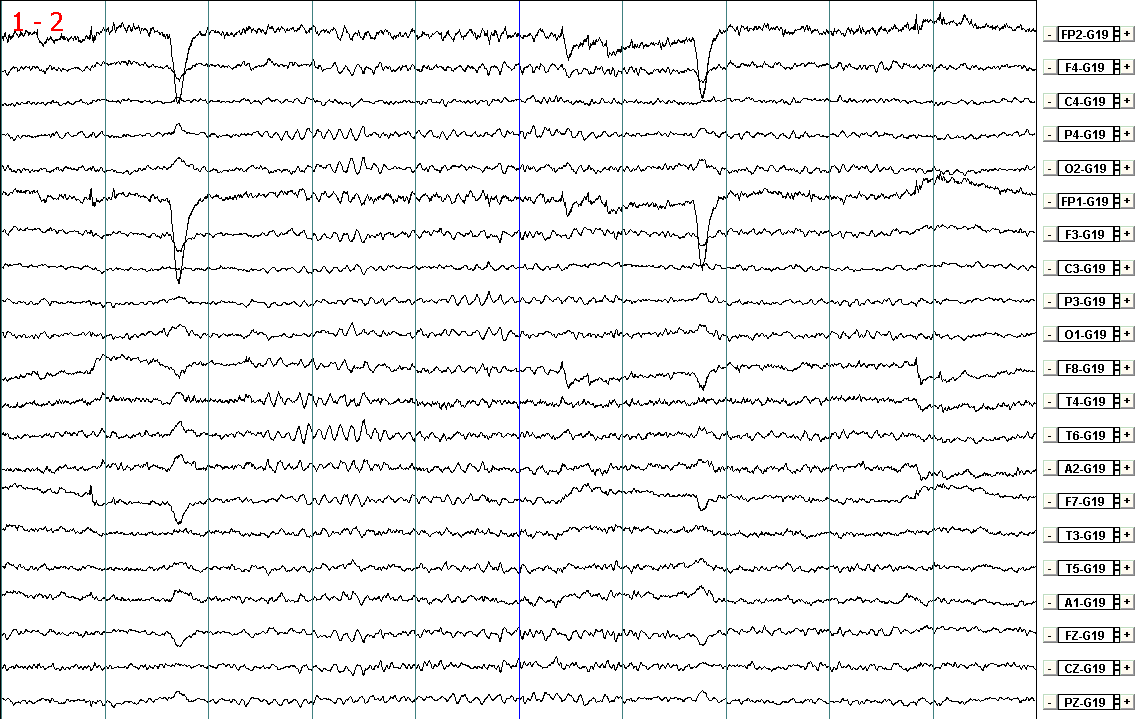 1 - 2
- FP2-G19 +
- F4-G19 +
- C4-G19 +
- P4-G19 +
- O2-G19 +
- FP1-G19 +
- F3-G19 +
- C3-G19 +
- P3-G19 +
- O1-G19 +
- F8-G19 +
- T4-G19 +
- T6-G19 +
- A2-G19 +
- F7-G19 +
- T3-G19 +
- T5-G19 +
- A1-G19 +
- FZ-G19 +
- CZ-G19 +
- PZ-G19 +